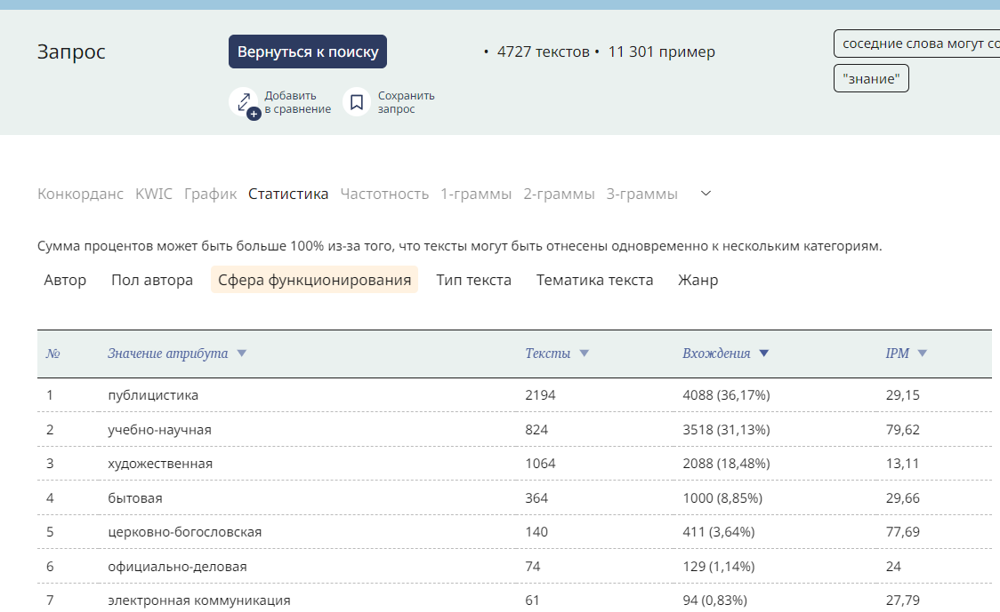 Запрос
Вернуться к поиску
• 4727 текстов • 11 301 пример
соседние слова могут со
"знание"
Добавить
в сравнение
Сохранить
запрос
Конкорданс KWIC График Статистика Частотность 1-граммы 2-граммы 3-граммы
Сумма процентов может быть больше 100% из-за того, что тексты могут быть отнесены одновременно к нескольким категориям.
Автор Пол автора Сфера функционирования Тип текста Тематика текста Жанр
№ Значение атрибута Тексты Вхождения IPM
1 публицистика 2194 4088 (36,17%) 29,15
2 учебно-научная 824 3518 (31,13%) 79,62
3 художественная 1064 2088 (18,48%) 13,11
4 бытовая 364 1000 (8,85%) 29,66
5 церковно-богословская 140 411 (3,64%) 77,69
6 официально-деловая 74 129 (1,14%) 24
7 электронная коммуникация 61 94 (0,83%) 27,79